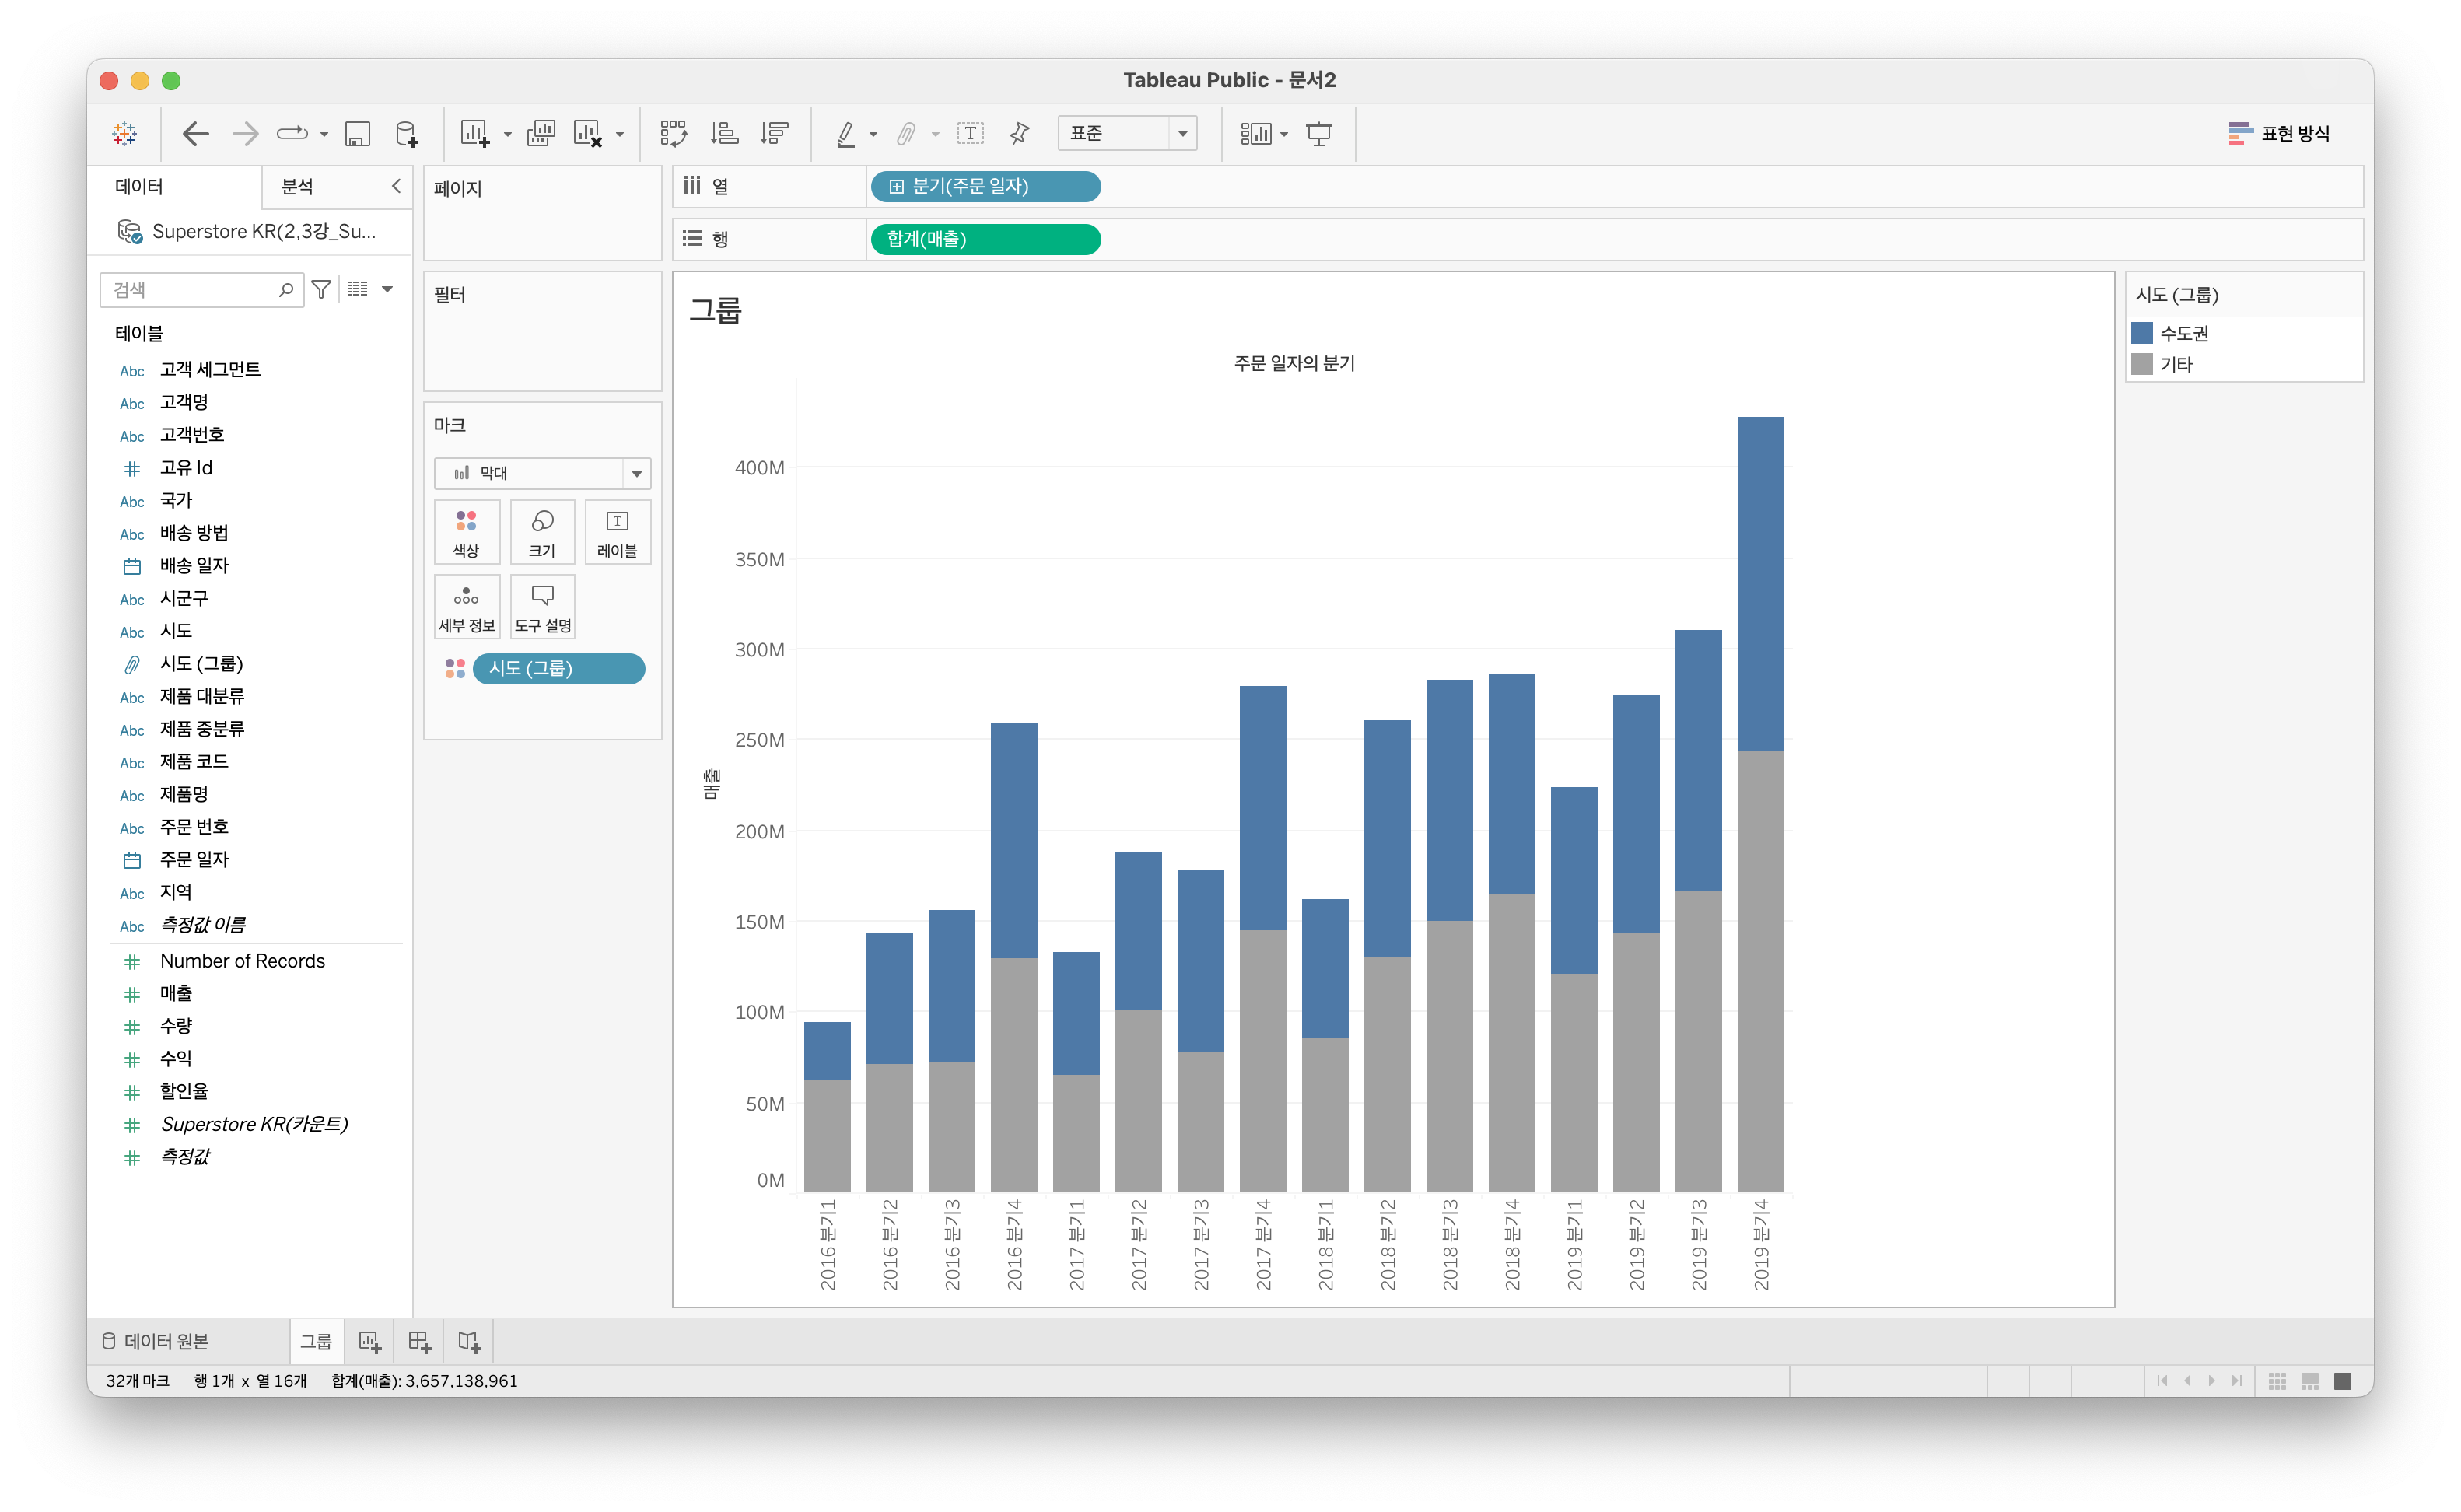 Tableau Public - 문서2
표준
표현 방식
데이터
분석
Superstore KR(2,3강_Su...
검색
테이블
Abc 고객 세그먼트
Abc 고객명
Abc 고객번호
고유 Id
Abc 국가
Abc 배송 방법
배송 일자
Abc 시군구
Abc 시도
시도 (그룹)
Abc 제품 대분류
Abc 제품 중분류
Abc 제품 코드
Abc 제품명
Abc 주문 번호
주문 일자
Abc 지역
Abc 측정값 이름
Number of Records
매출
수량
수익
할인율
Superstore KR(카운트)
측정값
페이지
필터
마크
막대
색상
크기
T
레이블
세부 정보
도구 설명
시도 (그룹)
열
분기(주문 일자)
행
합계(매출)
그룹
주문 일자의 분기
매출
400M
350M
300M
250M
200M
150M
100M
50M
0M
2016 분기1
2016 분기2
2016 분기3
2016 분기4
2017 분기1
2017 분기2
2017 분기3
2017 분기4
2018 분기1
2018 분기2
2018 분기3
2018 분기4
2019 분기1
2019 분기2
2019 분기3
2019 분기4
시도 (그룹)
수도권
기타
데이터 원본
그룹
32개 마크 행 1개 x 열 16개 합계(매출): 3,657,138,961